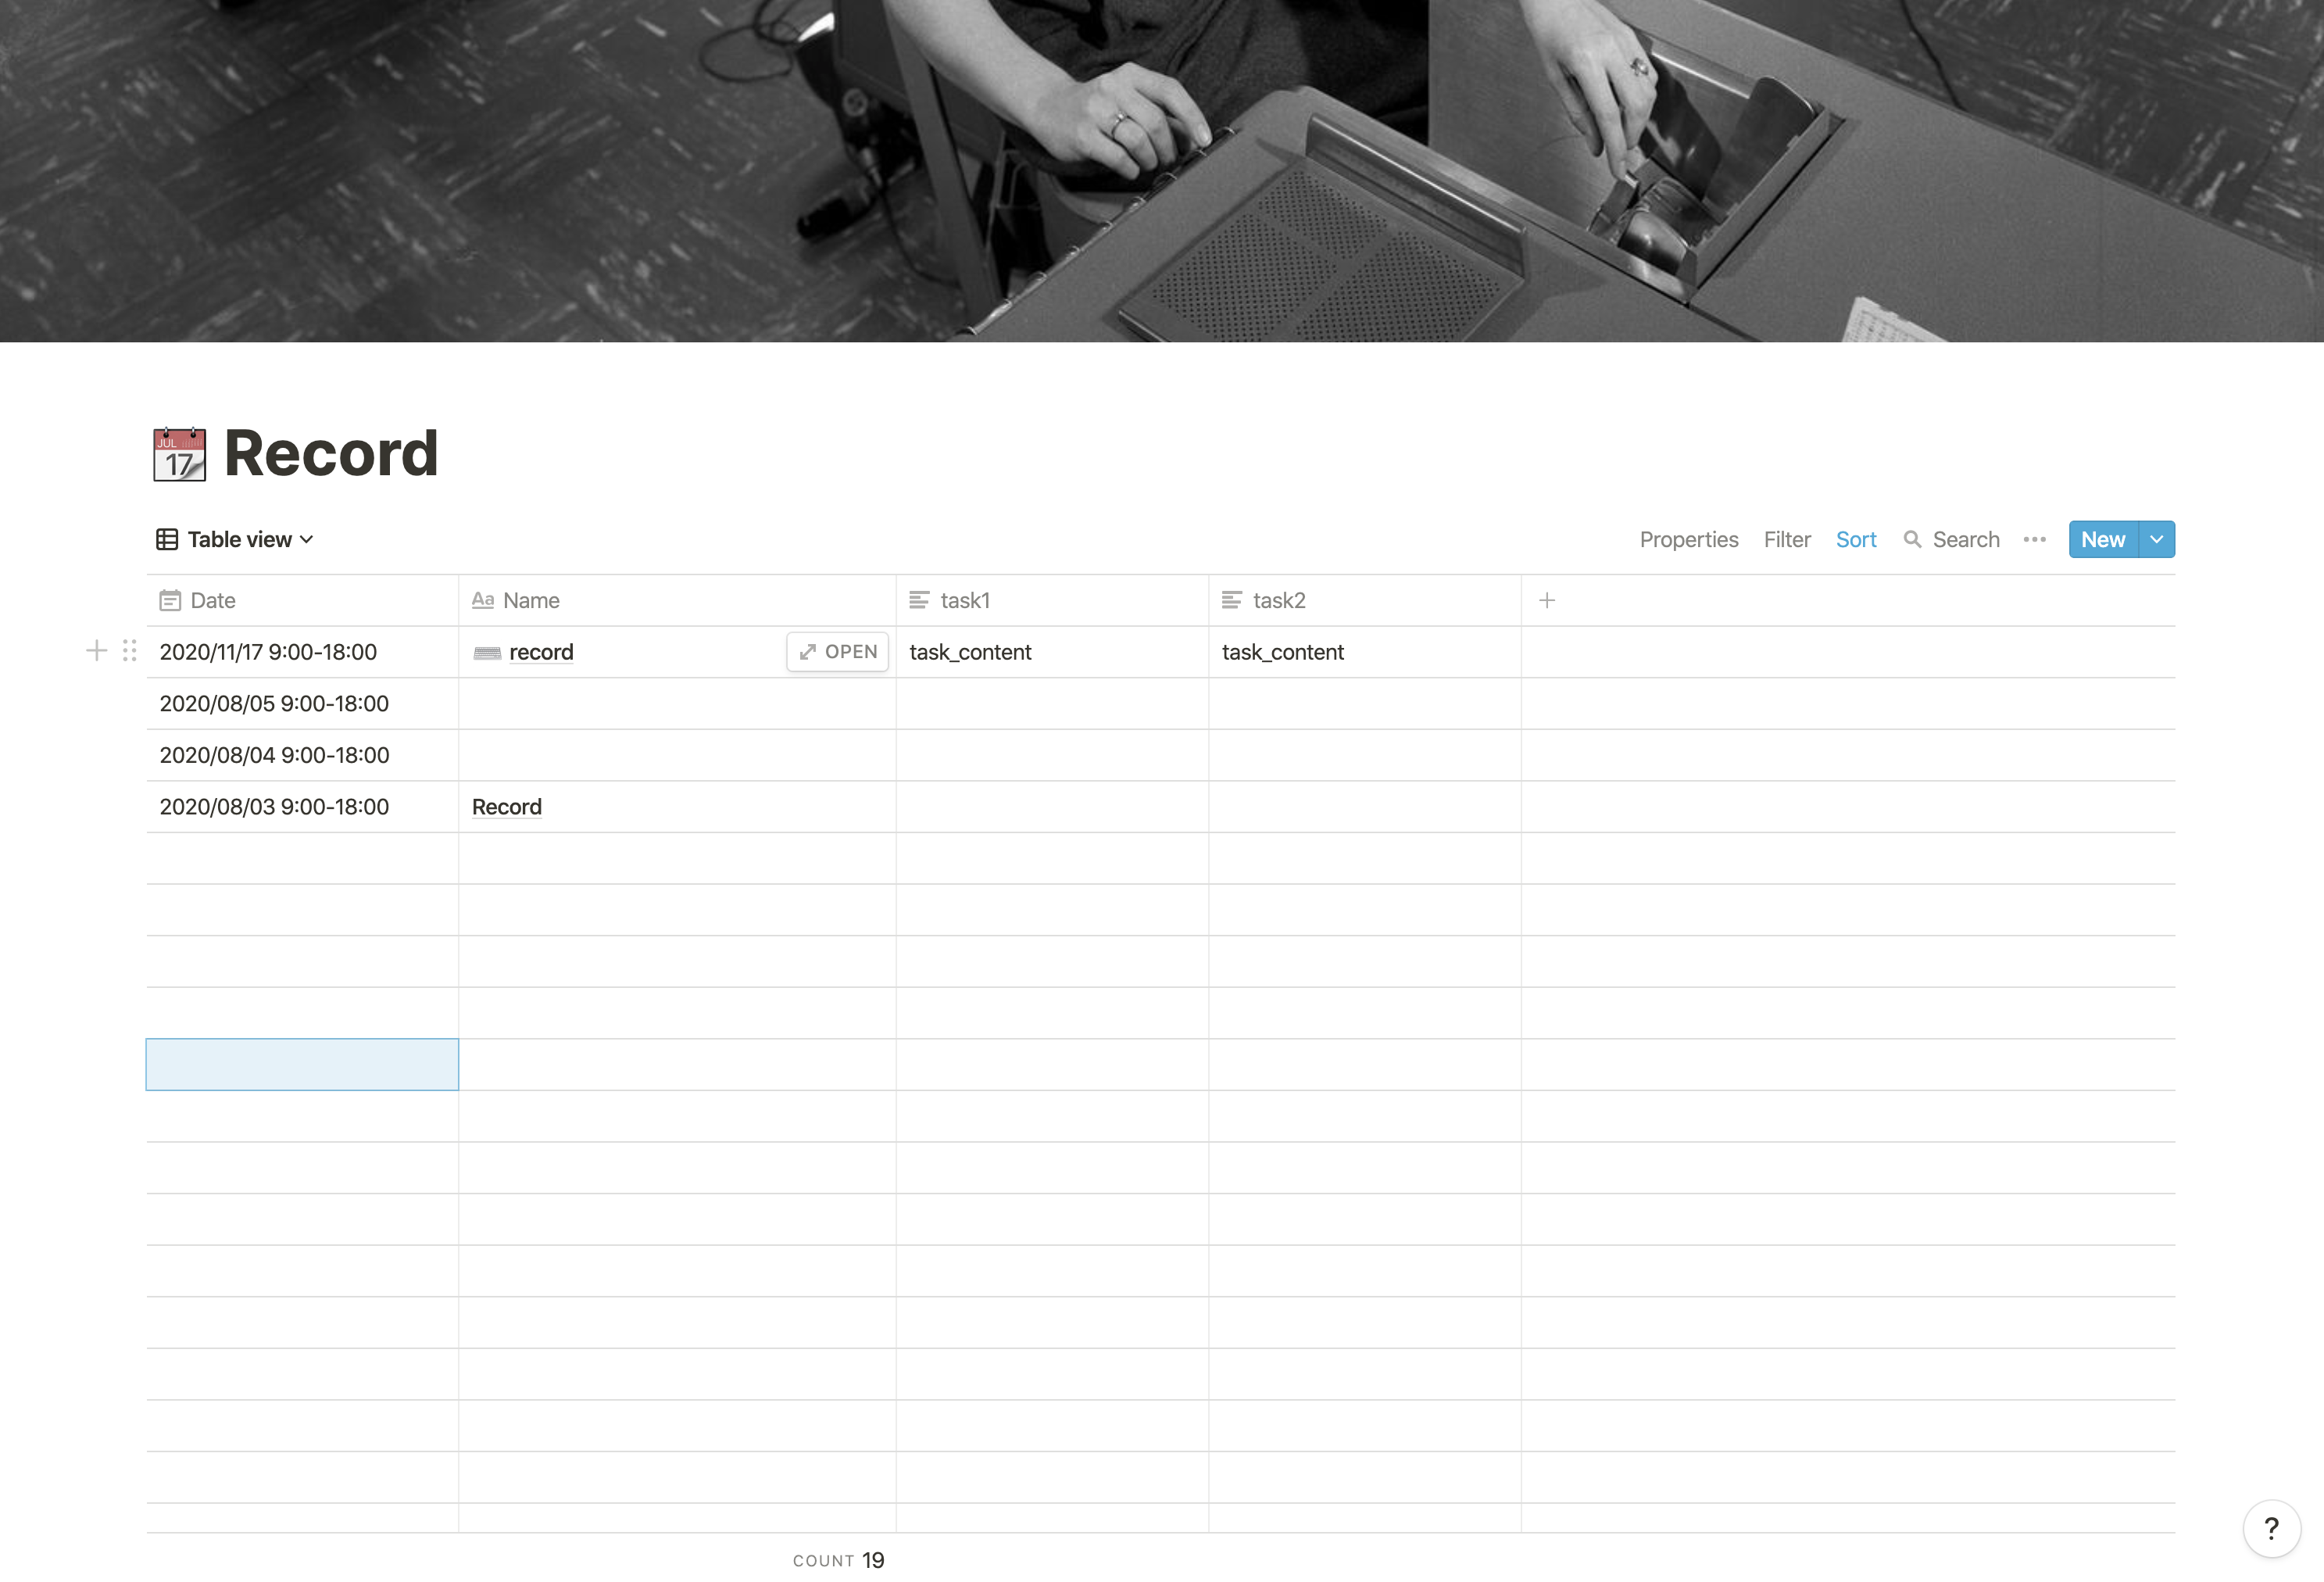 JUL
17
Record
Table view
Properties Filter Sort Search New
Date Aa Name task1 task2
2020/11/17 9:00-18:00 record OPEN task_content task_content
2020/08/05 9:00-18:00
2020/08/04 9:00-18:00
2020/08/03 9:00-18:00 Record
COUNT 19
?